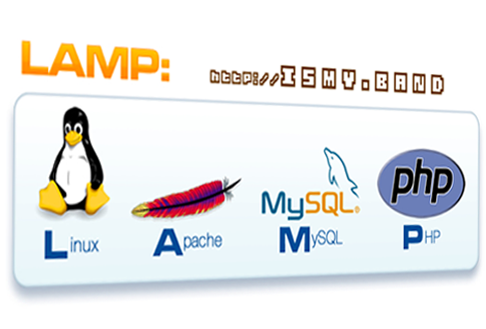 LAMP:
http://ISMY.BAND
MySQL®
php
Linux
Apache
MySQL
PHP